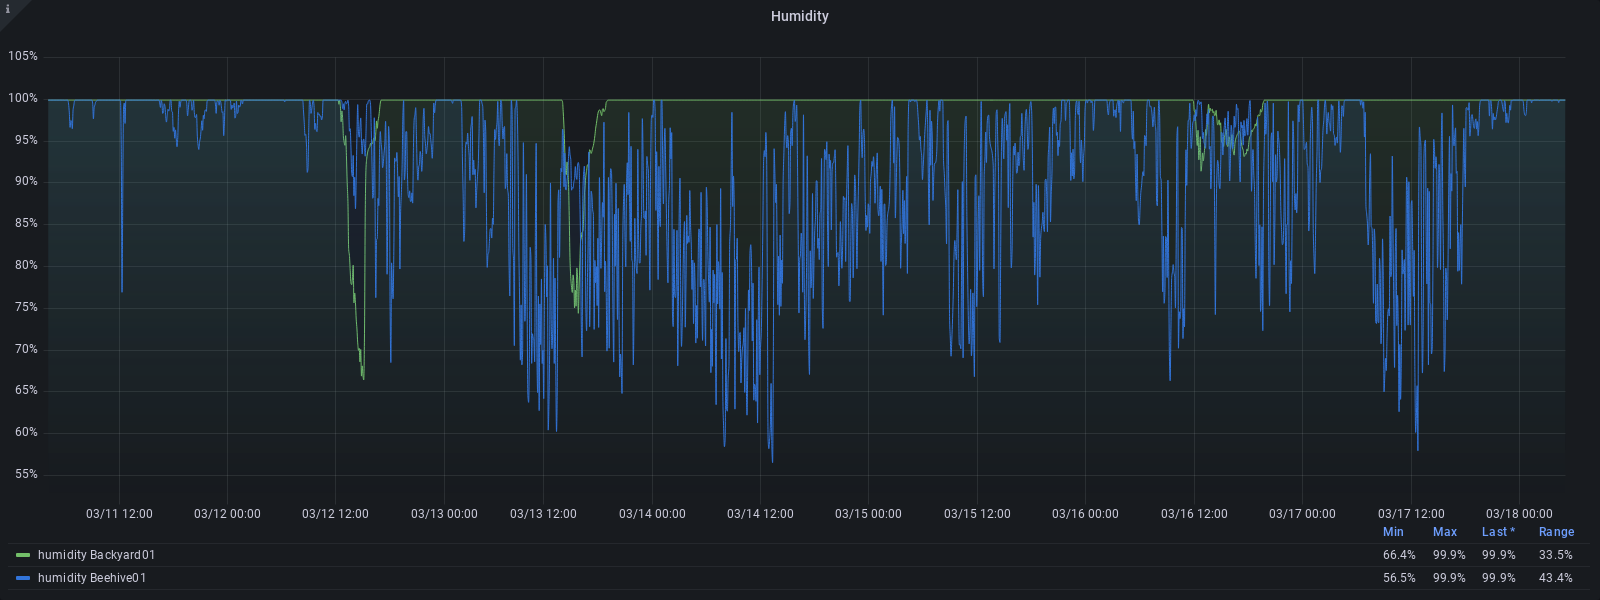 i
Humidity
105%
100%
95%
90%
85%
80%
75%
70%
65%
60%
55%
03/11 12:00 03/12 00:00 03/12 12:00 03/13 00:00 03/13 12:00 03/14 00:00 03/14 12:00 03/15 00:00 03/15 12:00 03/16 00:00 03/16 12:00 03/17 00:00 03/17 12:00 03/18 00:00
Min Max Last * Range
humidity Backyard01 66.4% 99.9% 99.9% 33.5%
humidity Beehive01 56.5% 99.9% 99.9% 43.4%